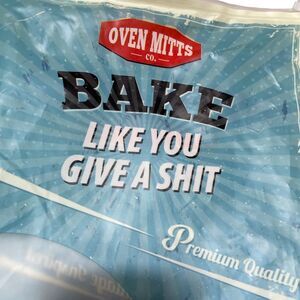 OVEN MITTS
CO.
BAKE
LIKE YOU
GIVE A SHIT
Premium Quality